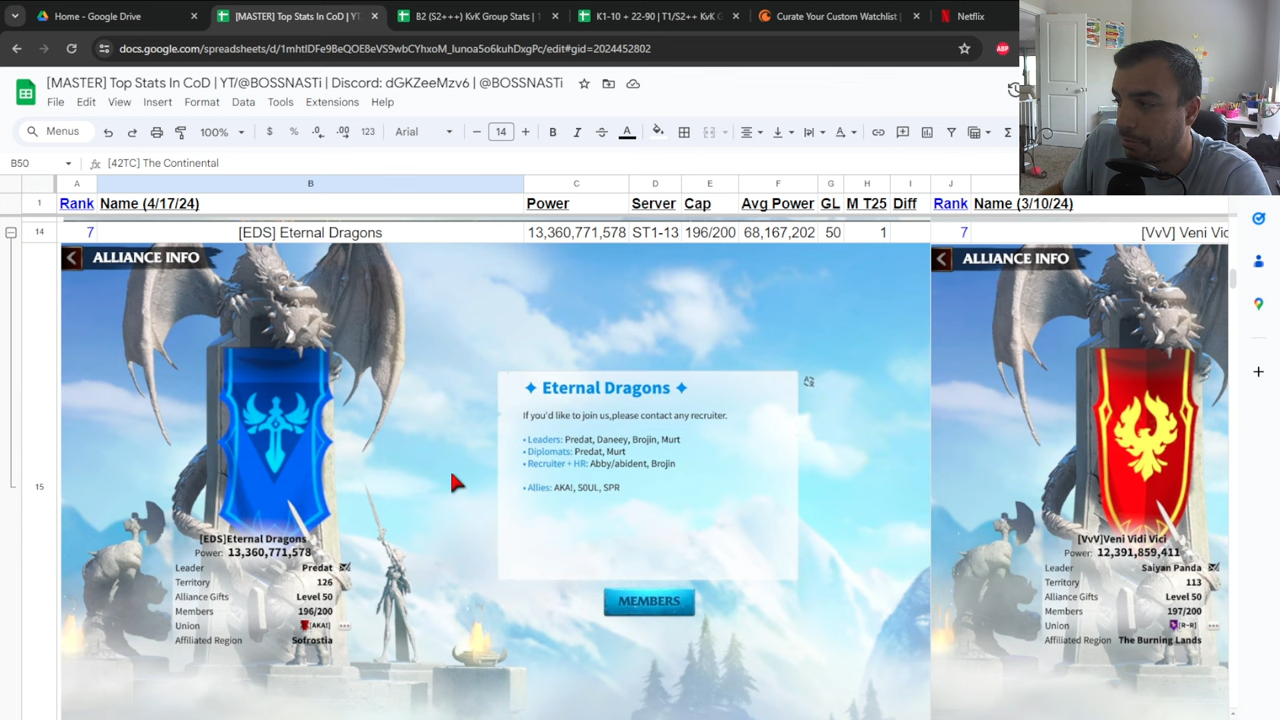 Home - Google Drive
[MASTER] Top Stats In CoD | YT
B2 (S2+++) KvK Group Stats | 1
K1-10 + 22-90 | T1/S2++ KvK G
Curate Your Custom Watchlist
Netflix
docs.google.com/spreadsheets/d/1mhtIDFe9BeQOE8eVS9wbCYhxoM_Iunoa5o6kuhDxgPc/edit#gid=2024452802
ABP
[MASTER] Top Stats In CoD | YT/@BOSSNASTi | Discord: dGKZeeMzv6 | @BOSSNASTi
File Edit View Insert Format Data Tools Extensions Help
Menus 100% $ % .0 .00 123 Arial - 14 + B I A
B50 fx [42TC] The Continental
A B C D E F G H I J
1 Rank Name (4/17/24) Power Server Cap Avg Power GL M T25 Diff Rank Name (3/10/24)
14 7 [EDS] Eternal Dragons 13,360,771,578 ST1-13 196/200 68,167,202 50 1 7 [VvV] Veni Vic
15
ALLIANCE INFO
✦ Eternal Dragons ✦
If you'd like to join us,please contact any recruiter.
• Leaders: Predat, Daneey, Brojin, Murt
• Diplomats: Predat, Murt
• Recruiter + HR: Abby/abident, Brojin
• Allies: AKA!, S0UL, SPR
MEMBERS
[EDS]Eternal Dragons
Power: 13,360,771,578
Leader Predat
Territory 126
Alliance Gifts Level 50
Members 196/200
Union [AKA!]
Affiliated Region Sofrostia
ALLIANCE INFO
[VvV]Veni Vidi Vici
Power: 12,391,859,411
Leader Saiyan Panda
Territory 113
Alliance Gifts Level 50
Members 197/200
Union [R-R]
Affiliated Region The Burning Lands